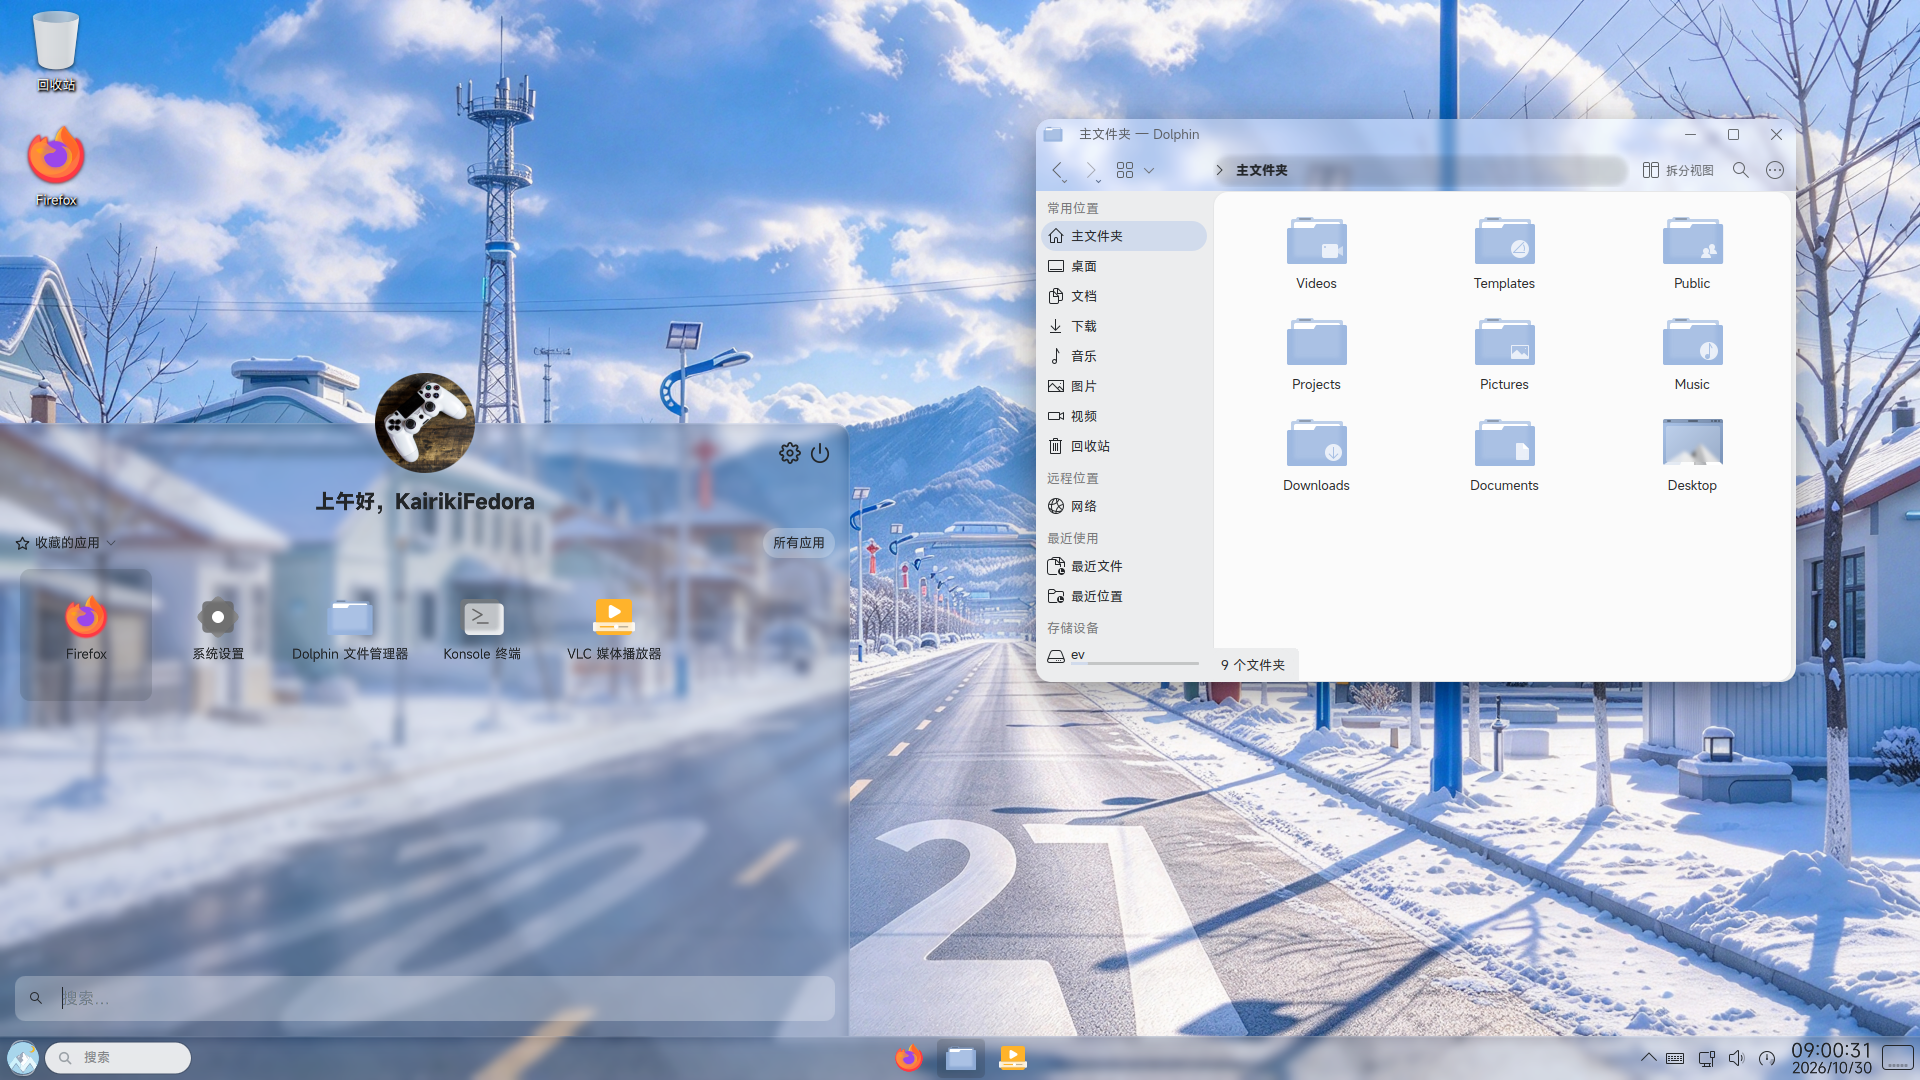 回收站
Firefox
主文件夹 — Dolphin
主文件夹
拆分视图
常用位置
主文件夹
桌面
文档
下载
音乐
图片
视频
回收站
远程位置
网络
最近使用
最近文件
最近位置
存储设备
ev
Videos
Templates
Public
Projects
Pictures
Music
Downloads
Documents
Desktop
9 个文件夹
上午好，KairikiFedora
收藏的应用
所有应用
Firefox
系统设置
Dolphin 文件管理器
Konsole 终端
VLC 媒体播放器
搜索...
27
搜索
09:00:31
2026/10/30